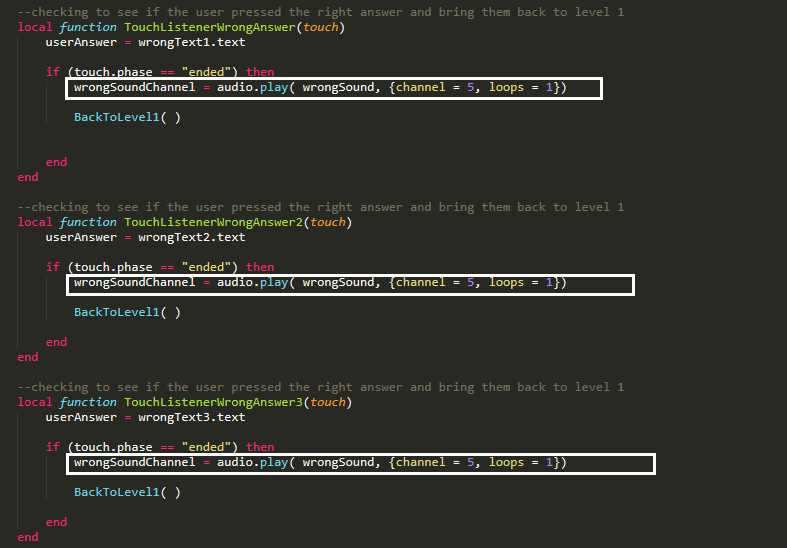 --checking to see if the user pressed the right answer and bring them back to level 1
local function TouchListenerWrongAnswer(touch)
userAnswer = wrongText1.text
if (touch.phase == "ended") then
wrongSoundChannel = audio.play( wrongSound, {channel = 5, loops = 1})
BackToLevel1( )
end
end
--checking to see if the user pressed the right answer and bring them back to level 1
local function TouchListenerWrongAnswer2(touch)
userAnswer = wrongText2.text
if (touch.phase == "ended") then
wrongSoundChannel = audio.play( wrongSound, {channel = 5, loops = 1})
BackToLevel1( )
end
end
--checking to see if the user pressed the right answer and bring them back to level 1
local function TouchListenerWrongAnswer3(touch)
userAnswer = wrongText3.text
if (touch.phase == "ended") then
wrongSoundChannel = audio.play( wrongSound, {channel = 5, loops = 1})
BackToLevel1( )
end
end